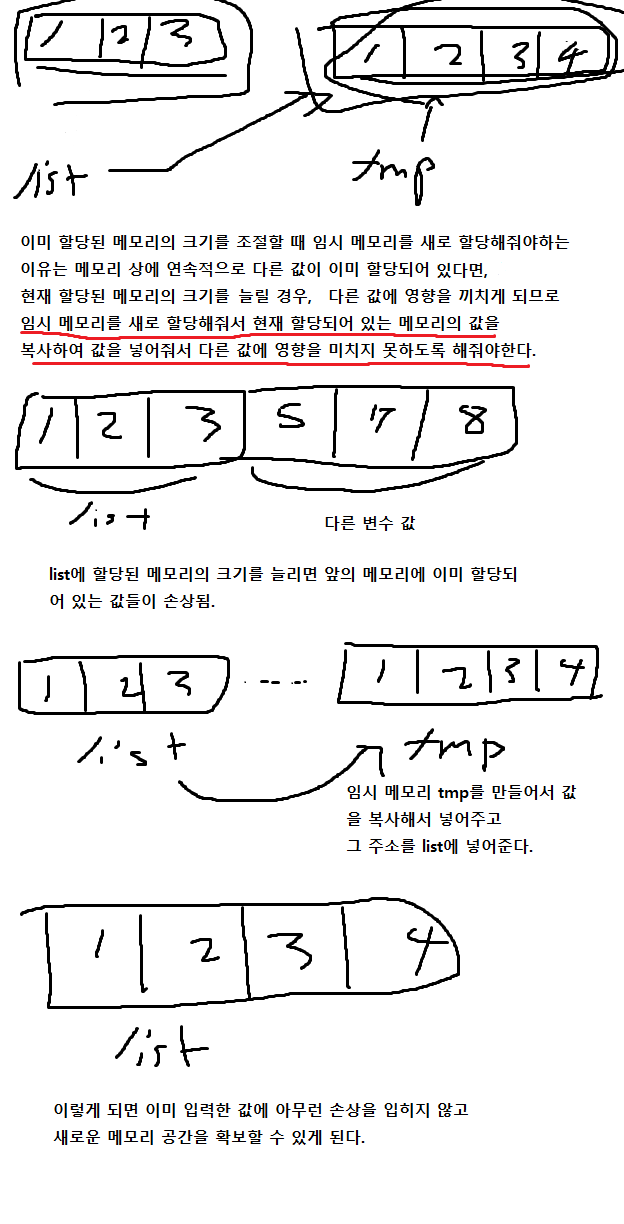 1 2 3 1 2 3 4
list tmp
이미 할당된 메모리의 크기를 조절할 때 임시 메모리를 새로 할당해줘야하는
이유는 메모리 상에 연속적으로 다른 값이 이미 할당되어 있다면,
현재 할당된 메모리의 크기를 늘릴 경우, 다른 값에 영향을 끼치게 되므로
임시 메모리를 새로 할당해줘서 현재 할당되어 있는 메모리의 값을
복사하여 값을 넣어줘서 다른 값에 영향을 미치지 못하도록 해줘야한다.
1 2 3 5 7 8
list 다른 변수 값
list에 할당된 메모리의 크기를 늘리면 앞의 메모리에 이미 할당되
어 있는 값들이 손상됨.
1 2 3 ..... 1 2 3 4
list tmp
임시 메모리 tmp를 만들어서 값
을 복사해서 넣어주고
그 주소를 list에 넣어준다.
1 2 3 4
list
이렇게 되면 이미 입력한 값에 아무런 손상을 입히지 않고
새로운 메모리 공간을 확보할 수 있게 된다.